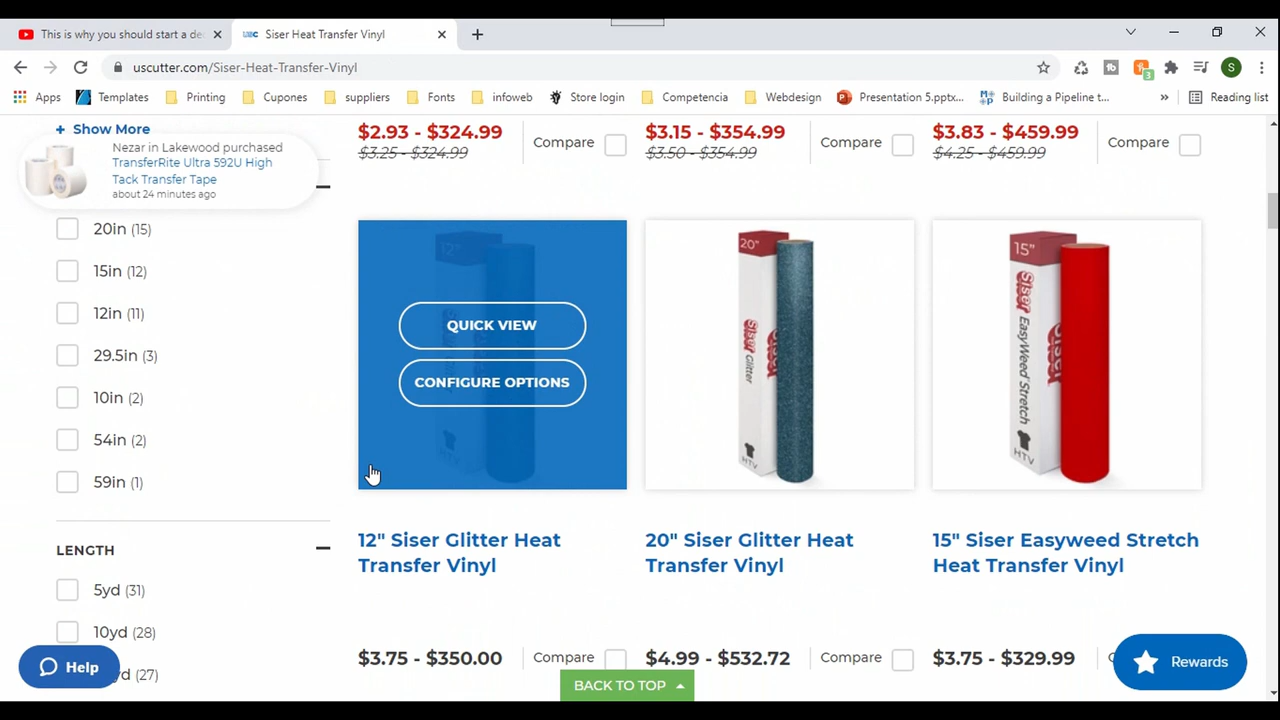 This is why you should start a de
Siser Heat Transfer Vinyl
uscutter.com/Siser-Heat-Transfer-Vinyl
3
S
Apps
Templates
Printing
Cupones
suppliers
Fonts
infoweb
Store login
Competencia
Webdesign
Presentation 5.pptx...
Building a Pipeline t...
»
Reading list
+ Show More
Nezar in Lakewood purchased
TransferRite Ultra 592U High
Tack Transfer Tape
about 24 minutes ago
20in (15)
15in (12)
12in (11)
29.5in (3)
10in (2)
54in (2)
59in (1)
LENGTH
5yd (31)
10yd (28)
yd (27)
Help
$2.93 - $324.99
$3.25 - $324.99
Compare
$3.15 - $354.99
$3.50 - $354.99
Compare
$3.83 - $459.99
$4.25 - $459.99
Compare
12"
QUICK VIEW
CONFIGURE OPTIONS
20"
Siser Glitter
Siser
HTV
15"
Siser EasyWeed Stretch
Siser
HTV
12" Siser Glitter Heat
Transfer Vinyl
20" Siser Glitter Heat
Transfer Vinyl
15" Siser Easyweed Stretch
Heat Transfer Vinyl
$3.75 - $350.00
Compare
$4.99 - $532.72
Compare
$3.75 - $329.99
Rewards
BACK TO TOP